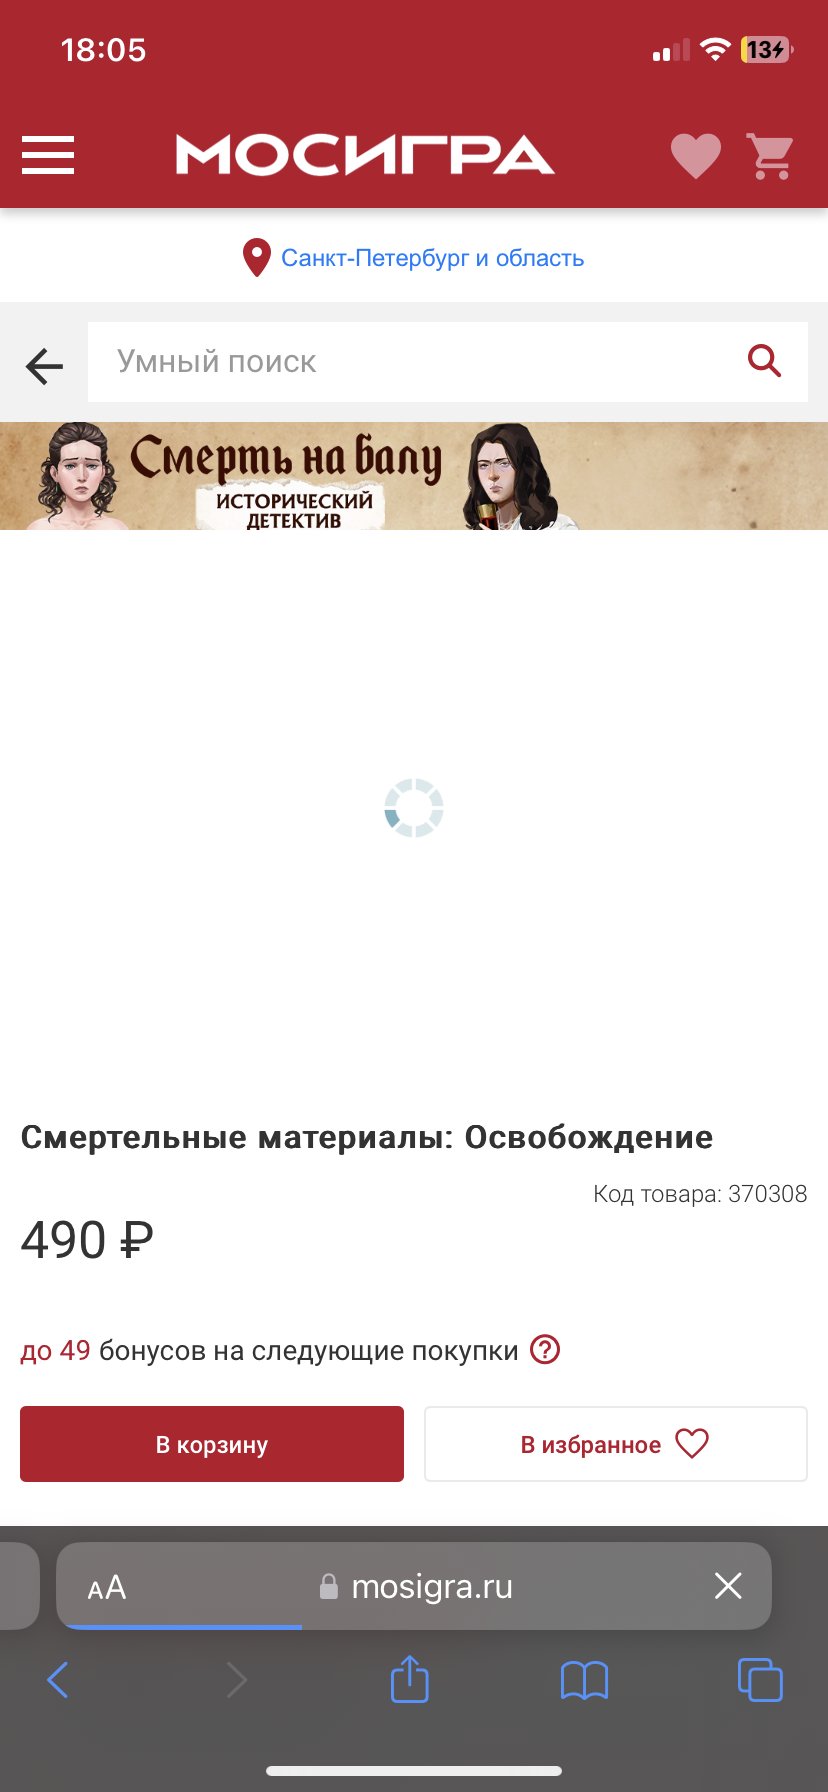 18:05
13
МОСИГРА
Санкт-Петербург и область
Умный поиск
Смерть на балу
ИСТОРИЧЕСКИЙ
ДЕТЕКТИВ
Смертельные материалы: Освобождение
Код товара: 370308
490 ₽
до 49 бонусов на следующие покупки ?
В корзину
В избранное
AA
mosigra.ru